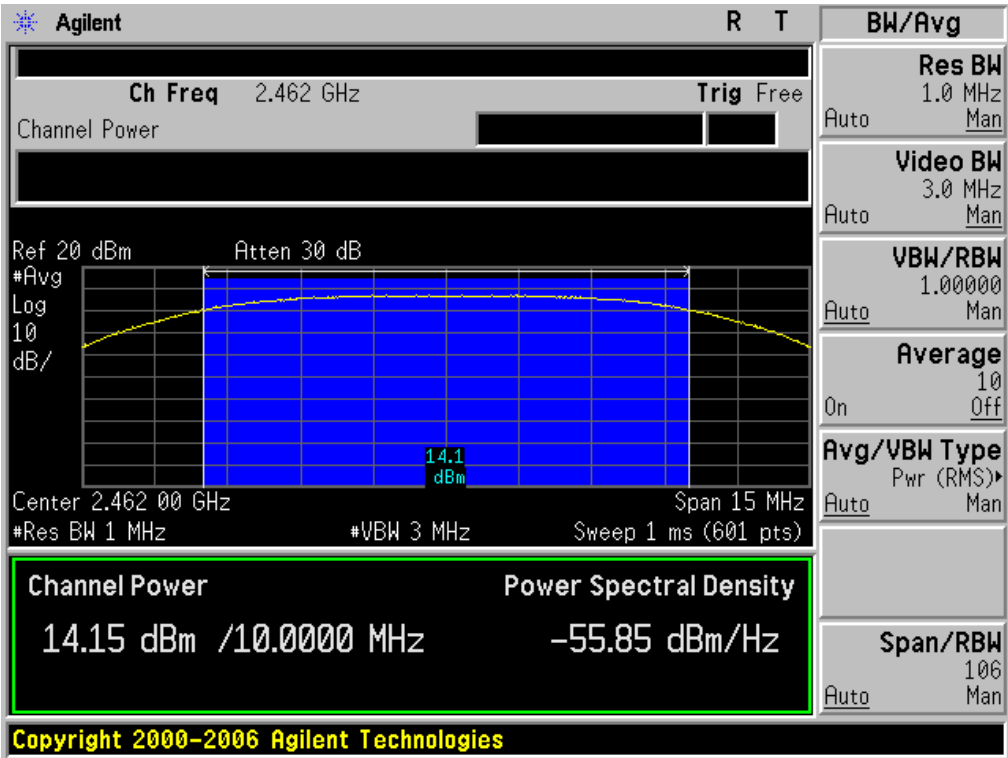 Agilent R T
Ch Freq 2.462 GHz Trig Free
Channel Power
Ref 20 dBm Atten 30 dB
#Avg
Log
10
dB/
14.1
dBm
Center 2.462 00 GHz Span 15 MHz
#Res BW 1 MHz #VBW 3 MHz Sweep 1 ms (601 pts)
Channel Power Power Spectral Density
14.15 dBm /10.0000 MHz -55.85 dBm/Hz
Copyright 2000-2006 Agilent Technologies
BW/Avg
Res BW
1.0 MHz
Auto Man
Video BW
3.0 MHz
Auto Man
VBW/RBW
1.00000
Auto Man
Average
10
On Off
Avg/VBW Type
Pwr (RMS)▸
Auto Man
Span/RBW
106
Auto Man